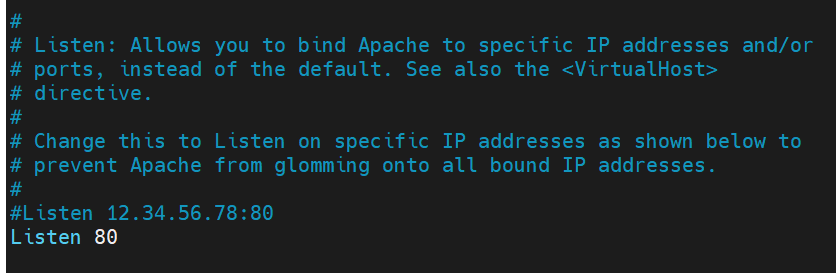 #
# Listen: Allows you to bind Apache to specific IP addresses and/or
# ports, instead of the default. See also the <VirtualHost>
# directive.
#
# Change this to Listen on specific IP addresses as shown below to
# prevent Apache from glomming onto all bound IP addresses.
#
#Listen 12.34.56.78:80
Listen 80